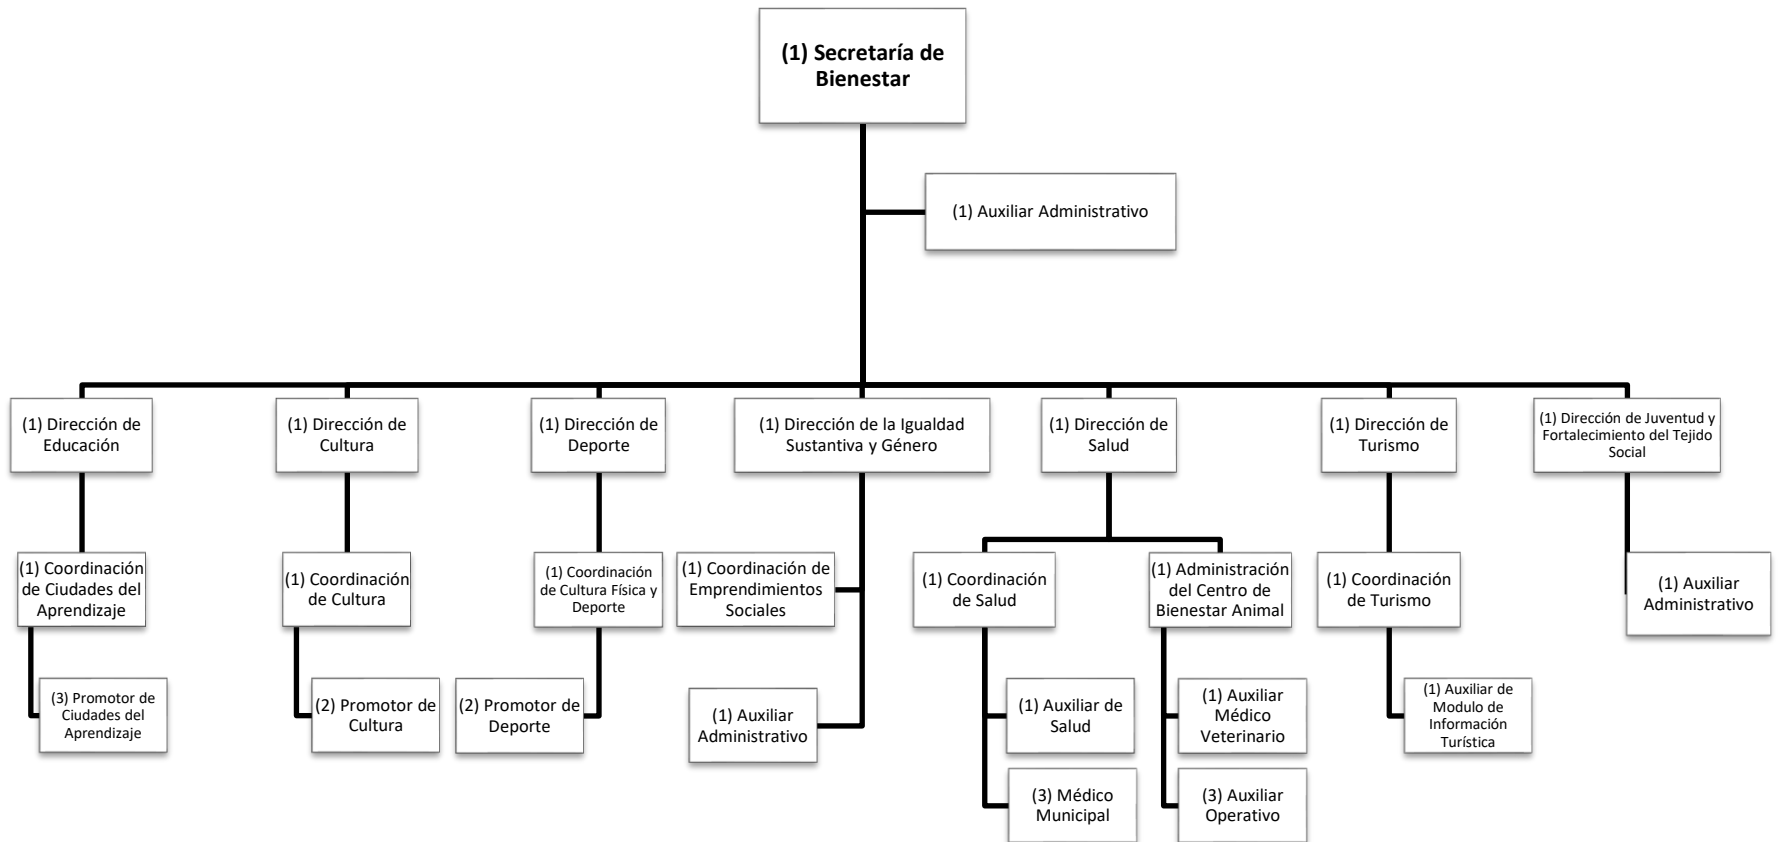 (1) Secretaría de
Bienestar
(1) Auxiliar Administrativo
(1) Dirección de
Educación
(1) Dirección de
Cultura
(1) Dirección de
Deporte
(1) Dirección de la Igualdad
Sustantiva y Género
(1) Dirección de
Salud
(1) Dirección de
Turismo
(1) Dirección de Juventud y
Fortalecimiento del Tejido
Social
(1) Coordinación
de Ciudades del
Aprendizaje
(1) Coordinación
de Cultura
(1) Coordinación
de Cultura Física y
Deporte
(1) Coordinación de
Emprendimientos
Sociales
(1) Coordinación
de Salud
(1) Administración
del Centro de
Bienestar Animal
(1) Coordinación
de Turismo
(1) Auxiliar
Administrativo
(3) Promotor de
Ciudades del
Aprendizaje
(2) Promotor de
Cultura
(2) Promotor de
Deporte
(1) Auxiliar
Administrativo
(1) Auxiliar de
Salud
(1) Auxiliar
Médico
Veterinario
(1) Auxiliar de
Modulo de
Información
Turística
(3) Médico
Municipal
(3) Auxiliar
Operativo